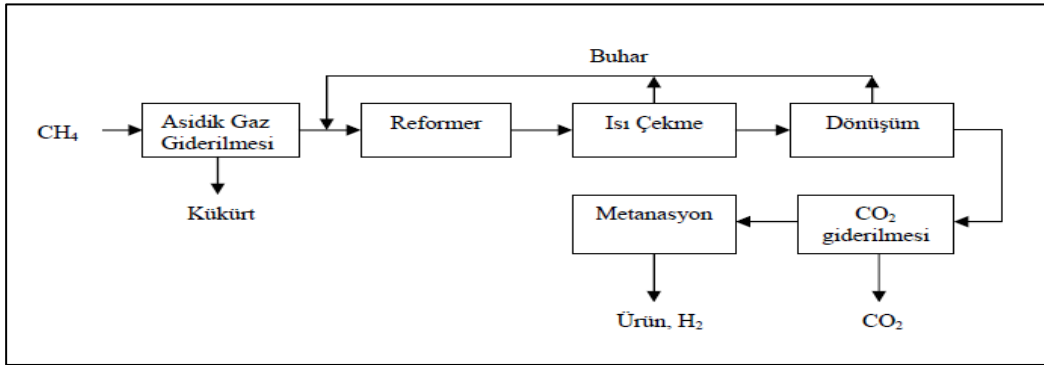 Buhar
CH₄
Asidik Gaz
Giderilmesi
Reformer
Isı Çekme
Dönüşüm
Kükürt
Metanasyon
CO₂
giderilmesi
Ürün, H₂
CO₂